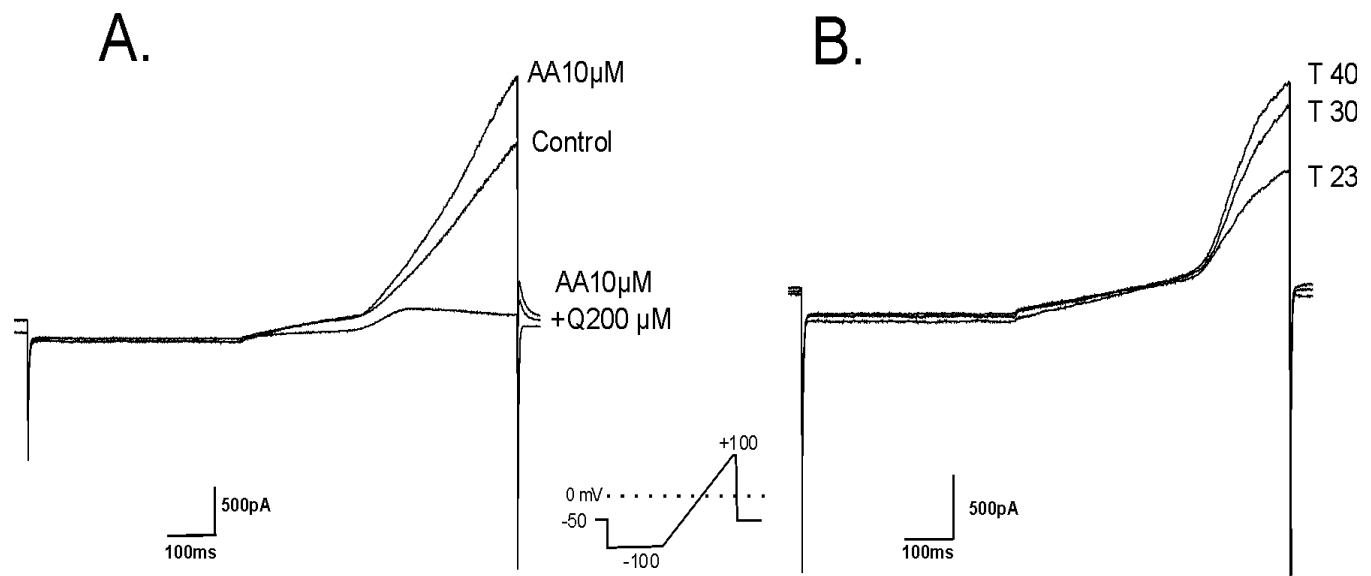 A.
AA10µM
Control
AA10µM
+Q200 µM
500pA
100ms
+100
0 mV
-50
-100
B.
T 40
T 30
T 23
500pA
100ms